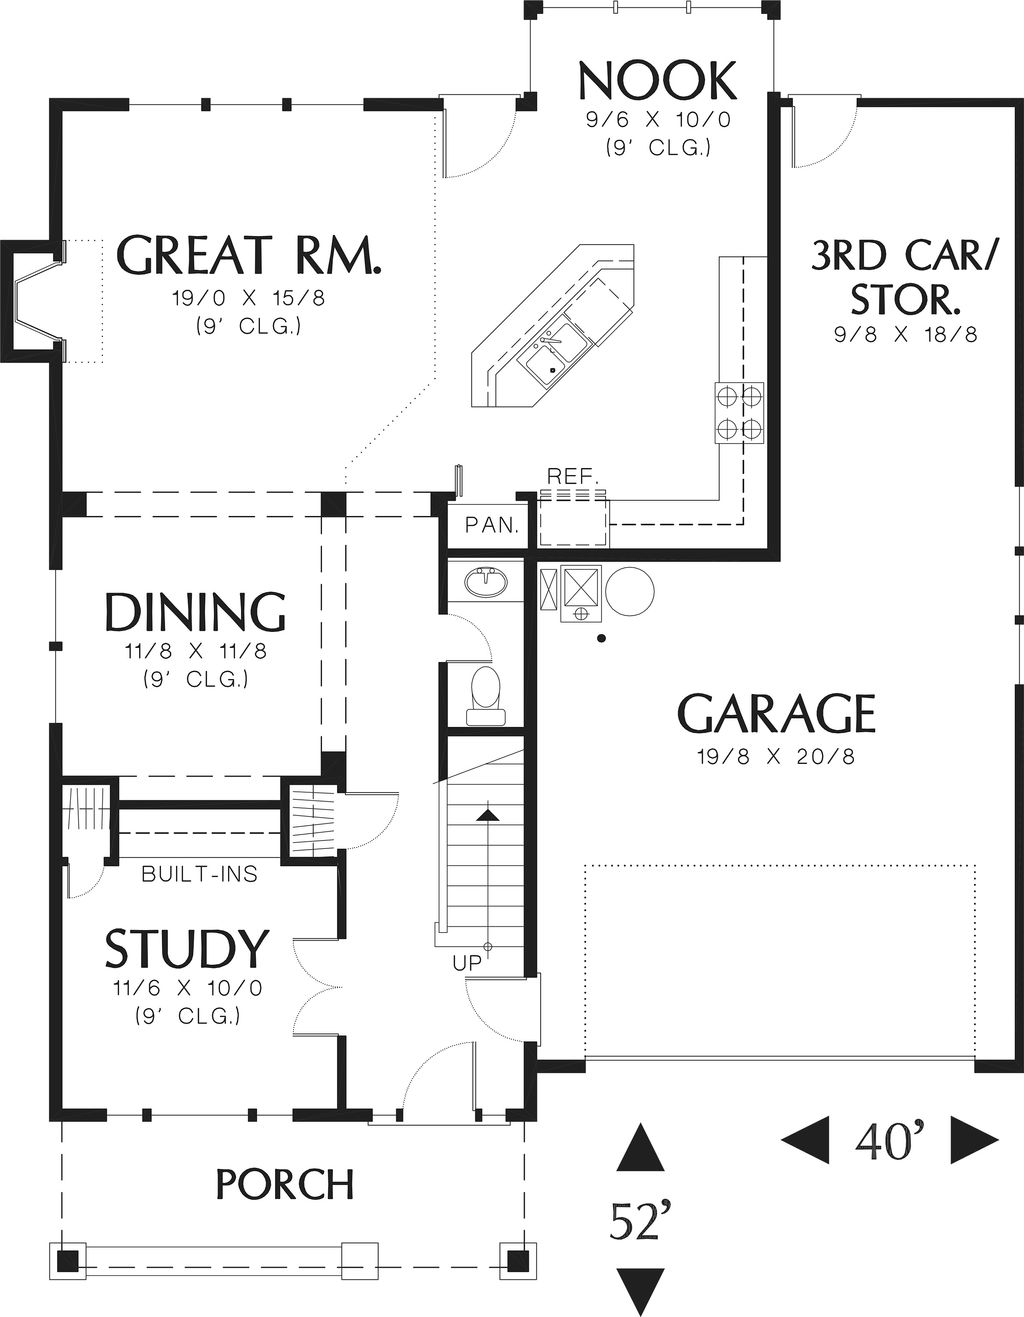 NOOK
9/6 X 10/0
(9' CLG.)
GREAT RM.
19/0 X 15/8
(9' CLG.)
3RD CAR/
STOR.
9/8 X 18/8
REF.
PAN.
DINING
11/8 X 11/8
(9' CLG.)
GARAGE
19/8 X 20/8
BUILT-INS
STUDY
11/6 X 10/0
(9' CLG.)
UP
PORCH
40'
52'